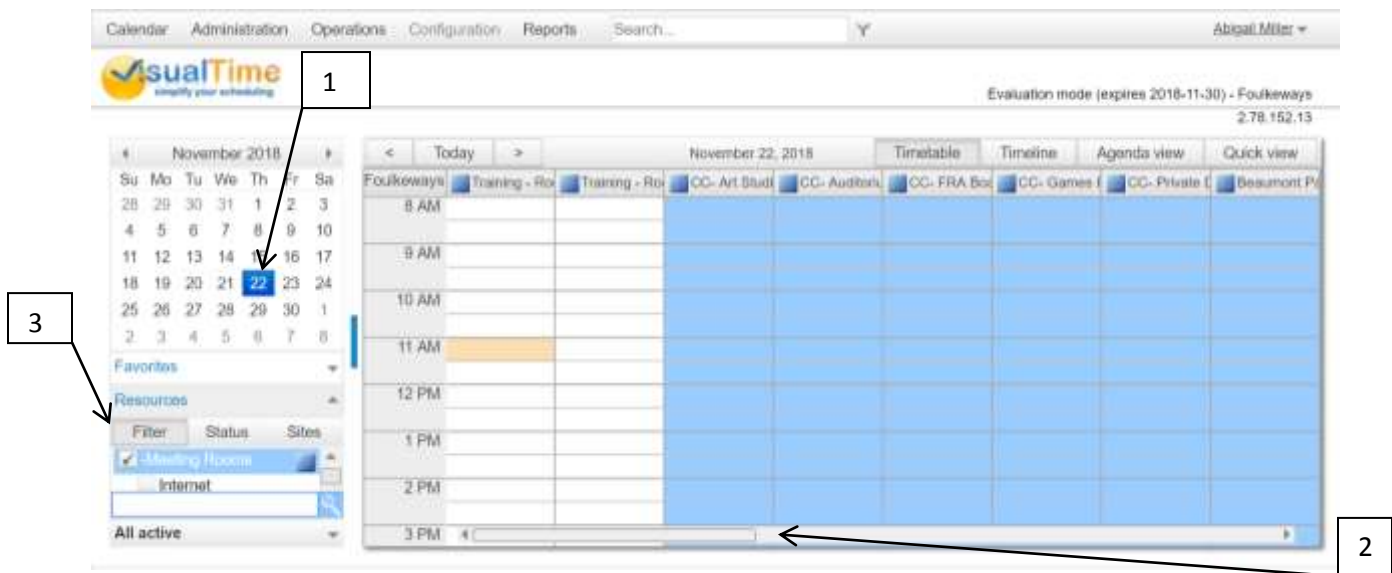 Calendar Administration Operations Configuration Reports Search... Abigail Miller
VisualTime
simplify your scheduling
1
Evaluation mode (expires 2018-11-30) - Foulkeways
2.78.152.13
November 2018
Su Mo Tu We Th Fr Sa
28 29 30 31 1 2 3
4 5 6 7 8 9 10
11 12 13 14 15 16 17
18 19 20 21 22 23 24
25 26 27 28 29 30 1
2 3 4 5 6 7 8
3
Favorites
Resources
Filter Status Sites
-Meeting Rooms
Internet
All active
< Today > November 22, 2018 Timetable Timeline Agenda view Quick view
Foulkeways Training - Ro Training - Ro CC- Art Studi CC- Auditori CC- FRA Bo CC- Games CC- Private Beaumont P
8 AM
9 AM
10 AM
11 AM
12 PM
1 PM
2 PM
3 PM
2